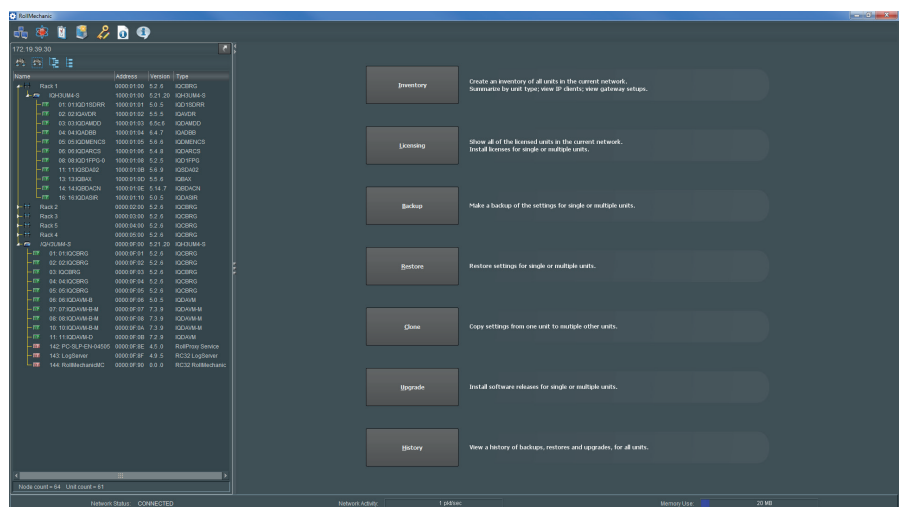 RollMechanic
172.19.39.30
Name Address Version Type
Rack 1 0000:01:00 5.2.6 IQCBRG
IQH3UM4-S 1000:01:00 5.21.20 IQH3UM4-S
01: 01:IQD1SDRR 1000:01:01 5.0.5 IQD1SDRR
02: 02:IQAVDR 1000:01:02 5.5.5 IQAVDR
03: 03:IQDAMDD 1000:01:03 6.5c.6 IQDAMDD
04: 04:IQADBB 1000:01:04 6.4.7 IQADBB
05: 05:IQDMENCS 1000:01:05 5.6.6 IQDMENCS
06: 06:IQDARCS 1000:01:06 5.4.8 IQDARCS
08: 08:IQD1FPG-0 1000:01:08 5.2.5 IQD1FPG
11: 11:IQSDA02 1000:01:0B 5.6.9 IQSDA02
13: 13:IQBAX 1000:01:0D 5.5.6 IQBAX
14: 14:IQBDACN 1000:01:0E 5.14.7 IQBDACN
16: 16:IQDASIR 1000:01:10 5.0.5 IQDASIR
Rack 2 0000:02:00 5.2.6 IQCBRG
Rack 3 0000:03:00 5.2.6 IQCBRG
Rack 5 0000:04:00 5.2.6 IQCBRG
Rack 4 0000:05:00 5.2.6 IQCBRG
IQH3UM4-S 0000:0F:00 5.21.20 IQH3UM4-S
01: 01:IQCBRG 0000:0F:01 5.2.6 IQCBRG
02: 02:IQCBRG 0000:0F:02 5.2.6 IQCBRG
03: IQCBRG 0000:0F:03 5.2.6 IQCBRG
04: 04:IQCBRG 0000:0F:04 5.2.6 IQCBRG
05: 05:IQCBRG 0000:0F:05 5.2.6 IQCBRG
06: 06:IQDAVM-B 0000:0F:06 5.0.5 IQDAVM
07: 07:IQDAVM-B-M 0000:0F:07 7.3.9 IQDAVM-M
08: 08:IQDAVM-B-M 0000:0F:08 7.3.9 IQDAVM-M
10: 10:IQDAVM-B-M 0000:0F:0A 7.3.9 IQDAVM-M
11: 11:IQDAVM-D 0000:0F:0B 7.2.9 IQDAVM
142: PC-SLP-EN-04505 0000:0F:8E 4.5.0 RollProxy Service
143: LogServer 0000:0F:8F 4.9.5 RC32 LogServer
144: RollMechanicMC 0000:0F:90 0.0.0 RC32 RollMechanic
Node count = 64 Unit count = 61
Inventory
Create an inventory of all units in the current network.
Summarize by unit type; view IP clients; view gateway setups.
Licensing
Show all of the licensed units in the current network.
Install licenses for single or multiple units.
Backup
Make a backup of the settings for single or multiple units.
Restore
Restore settings for single or multiple units.
Clone
Copy settings from one unit to mutiple other units.
Upgrade
Install software releases for single or multiple units.
History
View a history of backups, restores and upgrades, for all units.
Network Status: CONNECTED Network Activity: 1 pkt/sec Memory Use: 20 MB